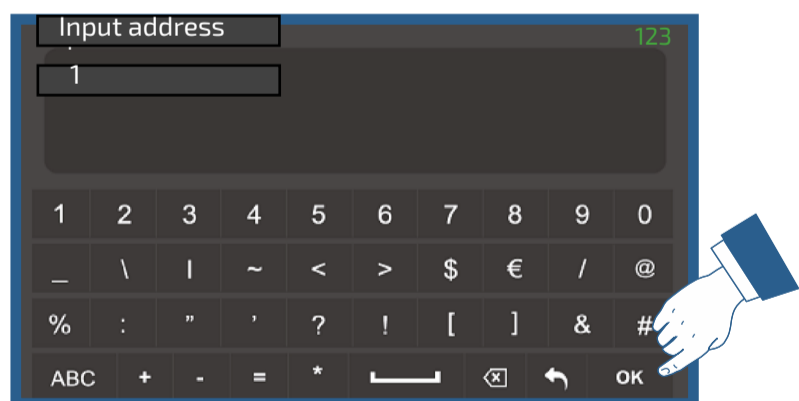 Input address
123
1
1 2 3 4 5 6 7 8 9 0
_ \ | ~ < > $ € / @
% : " ' ? ! [ ] & #
ABC + - = * OK